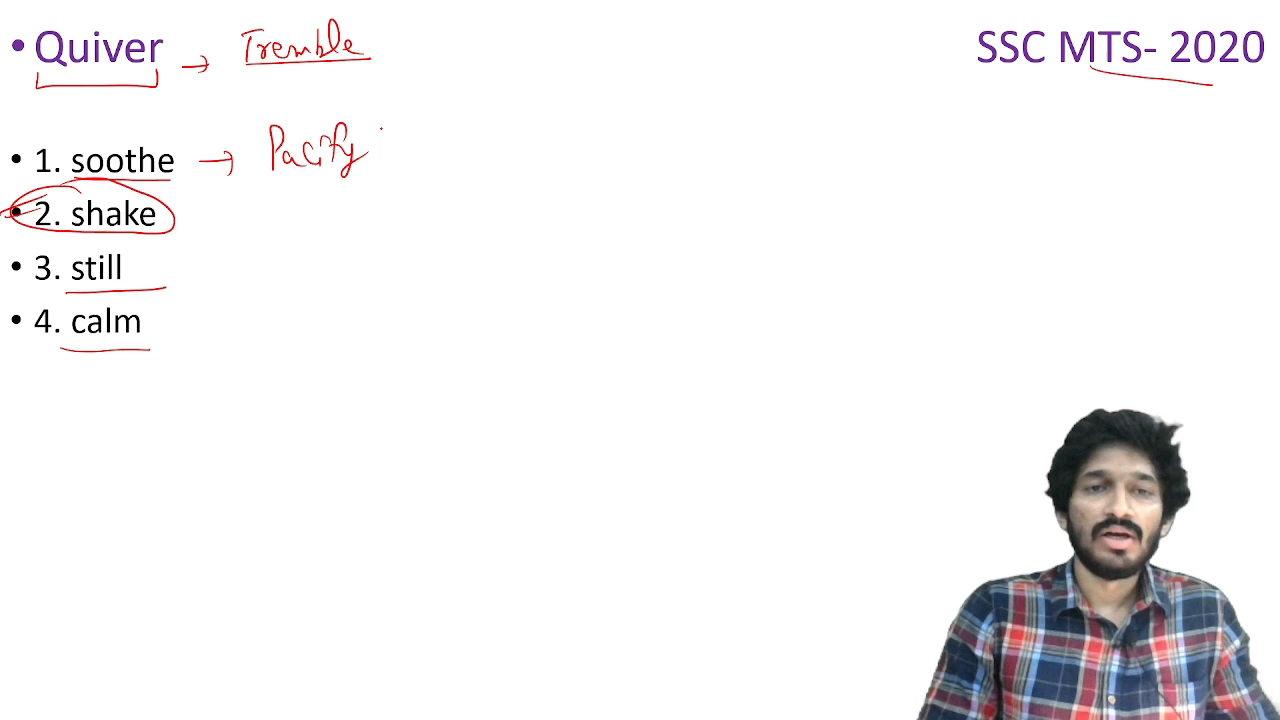 • Quiver → Tremble
SSC MTS- 2020
• 1. soothe → Pacify
• 2. shake
• 3. still
• 4. calm